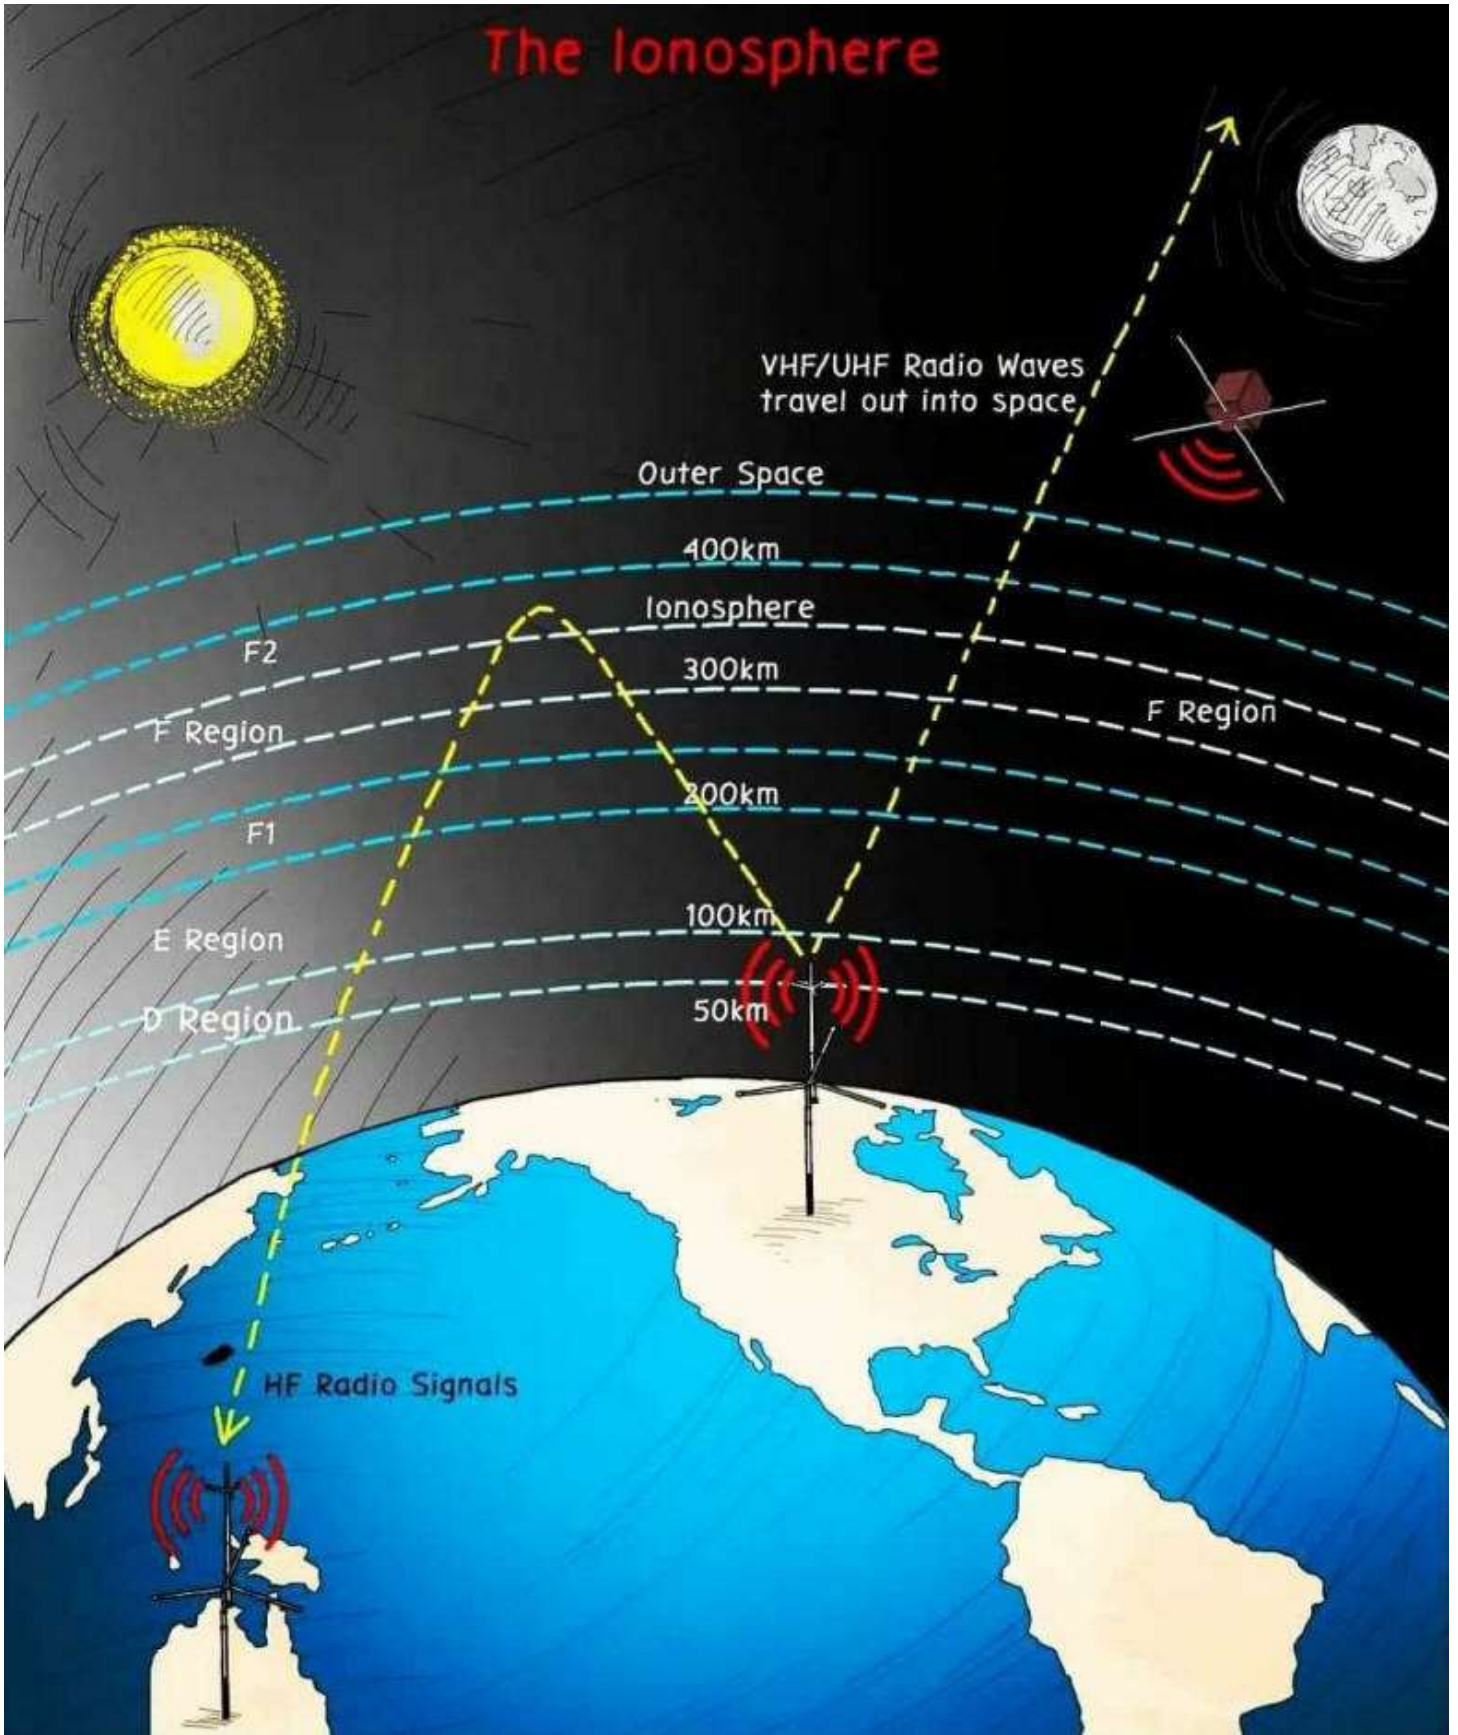 The Ionosphere
VHF/UHF Radio Waves
travel out into space
Outer Space
400km
Ionosphere
F2
300km
F Region
F Region
200km
F1
100km
E Region
50km
D Region
HF Radio Signals